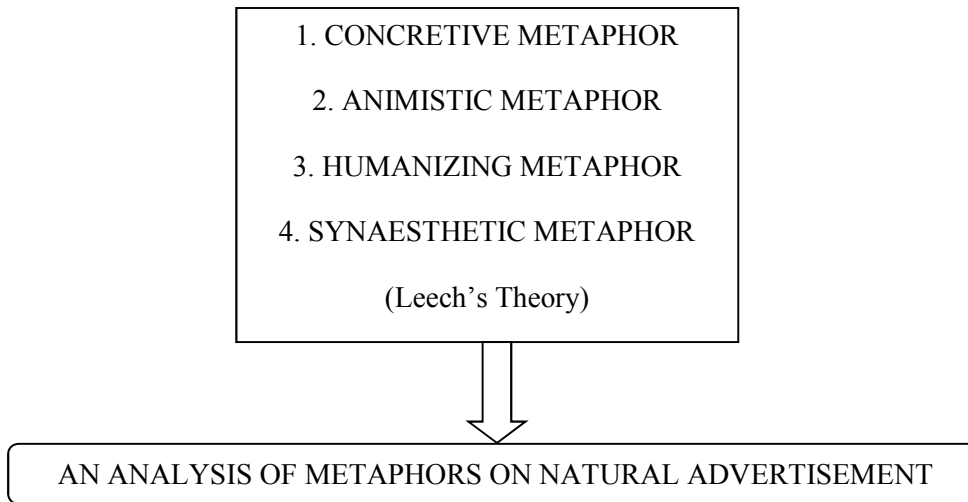 1. CONCRETIVE METAPHOR
2. ANIMISTIC METAPHOR
3. HUMANIZING METAPHOR
4. SYNAESTHETIC METAPHOR
(Leech’s Theory)
AN ANALYSIS OF METAPHORS ON NATURAL ADVERTISEMENT